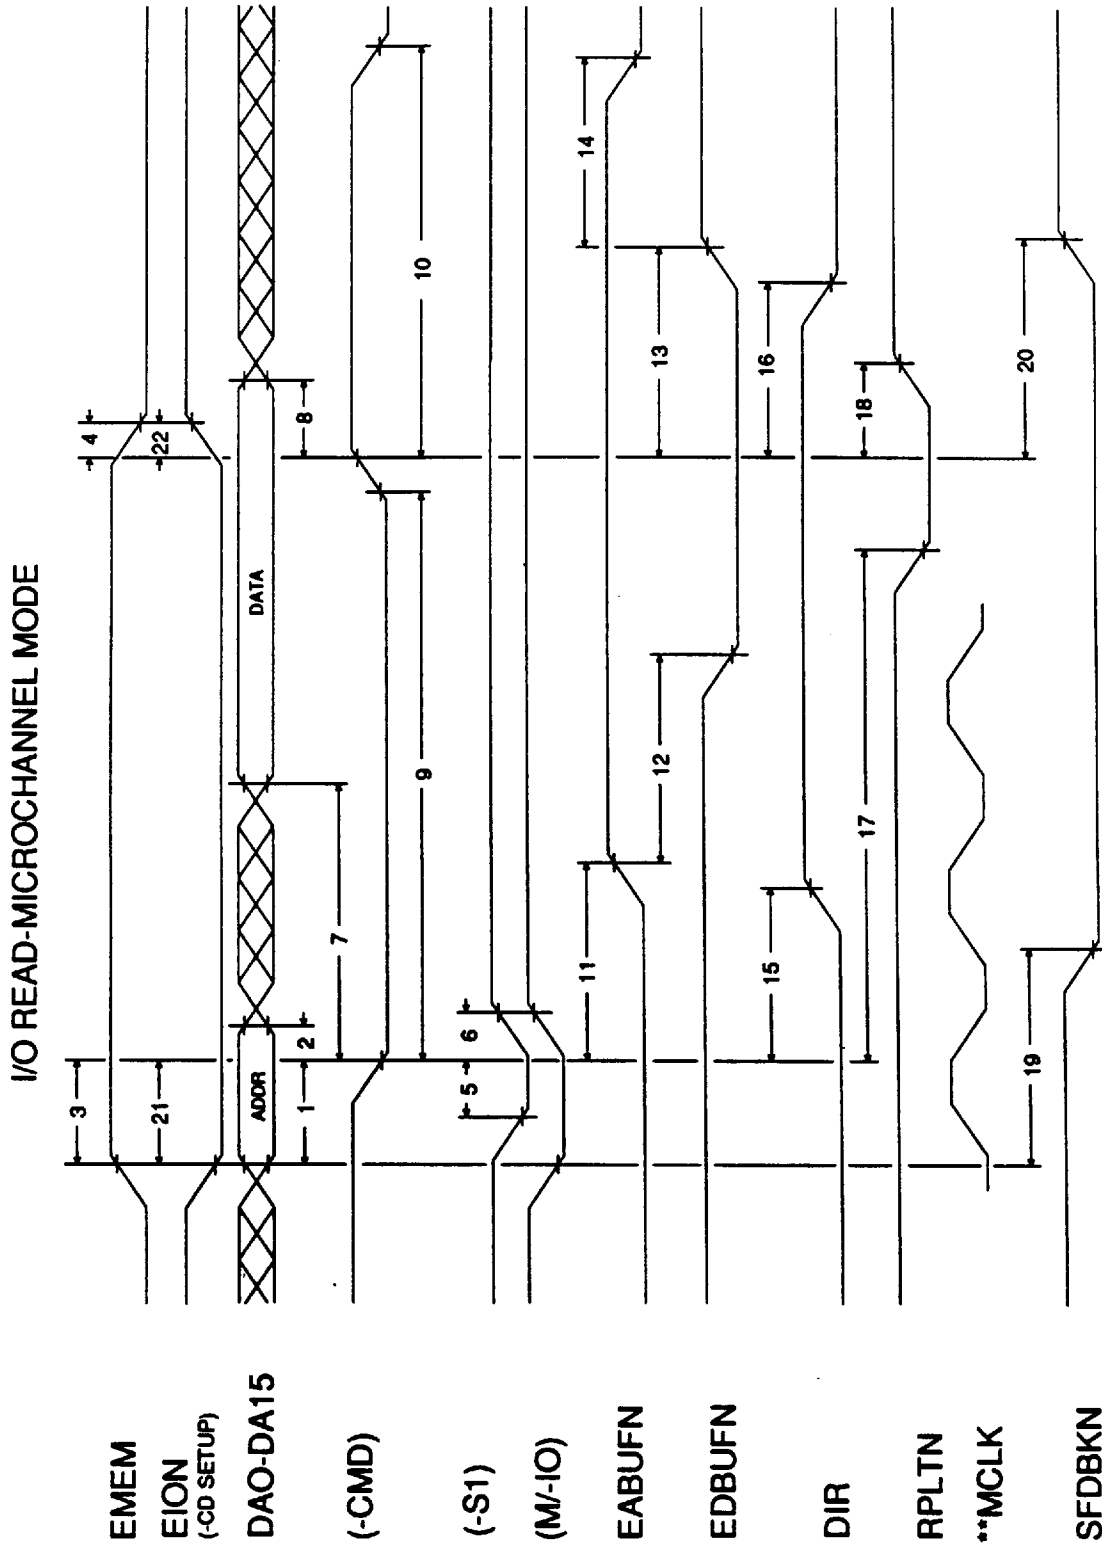 I/O READ-MICROCHANNEL MODE
EMEM
EION
(-CD SETUP)
DAO-DA15
(-CMD)
(-S1)
(M/-IO)
EABUFN
EDBUFN
DIR
RPLTN
**MCLK
SFDBKN
3
4
21
22
ADDR
DATA
1
2
8
7
10
9
5
6
11
14
12
13
15
16
17
18
19
20